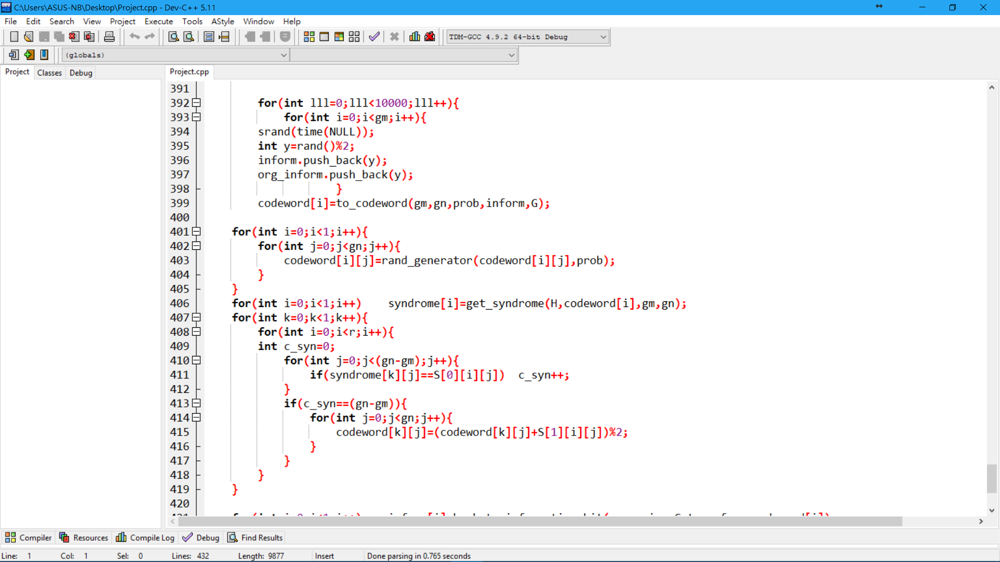 C:\Users\ASUS-NB\Desktop\Project.cpp - Dev-C++ 5.11
File Edit Search View Project Execute Tools AStyle Window Help
TDM-GCC 4.9.2 64-bit Debug
(globals)
Project Classes Debug
Project.cpp
391
392 for(int lll=0;lll<10000;lll++){
393 for(int i=0;i<gm;i++){
394 srand(time(NULL));
395 int y=rand()%2;
396 inform.push_back(y);
397 org_inform.push_back(y);
398 }
399 codeword[i]=to_codeword(gm,gn,prob,inform,G);
400
401 for(int i=0;i<1;i++){
402 for(int j=0;j<gn;j++){
403 codeword[i][j]=rand_generator(codeword[i][j],prob);
404 }
405 }
406 for(int i=0;i<1;i++) syndrome[i]=get_syndrome(H,codeword[i],gm,gn);
407 for(int k=0;k<1;k++){
408 for(int i=0;i<r;i++){
409 int c_syn=0;
410 for(int j=0;j<(gn-gm);j++){
411 if(syndrome[k][j]==S[0][i][j]) c_syn++;
412 }
413 if(c_syn==(gn-gm)){
414 for(int j=0;j<gn;j++){
415 codeword[k][j]=(codeword[k][j]+S[1][i][j])%2;
416 }
417 }
418 }
419 }
420
Compiler Resources Compile Log Debug Find Results
Line: 1 Col: 1 Sel: 0 Lines: 432 Length: 9877 Insert Done parsing in 0.765 seconds